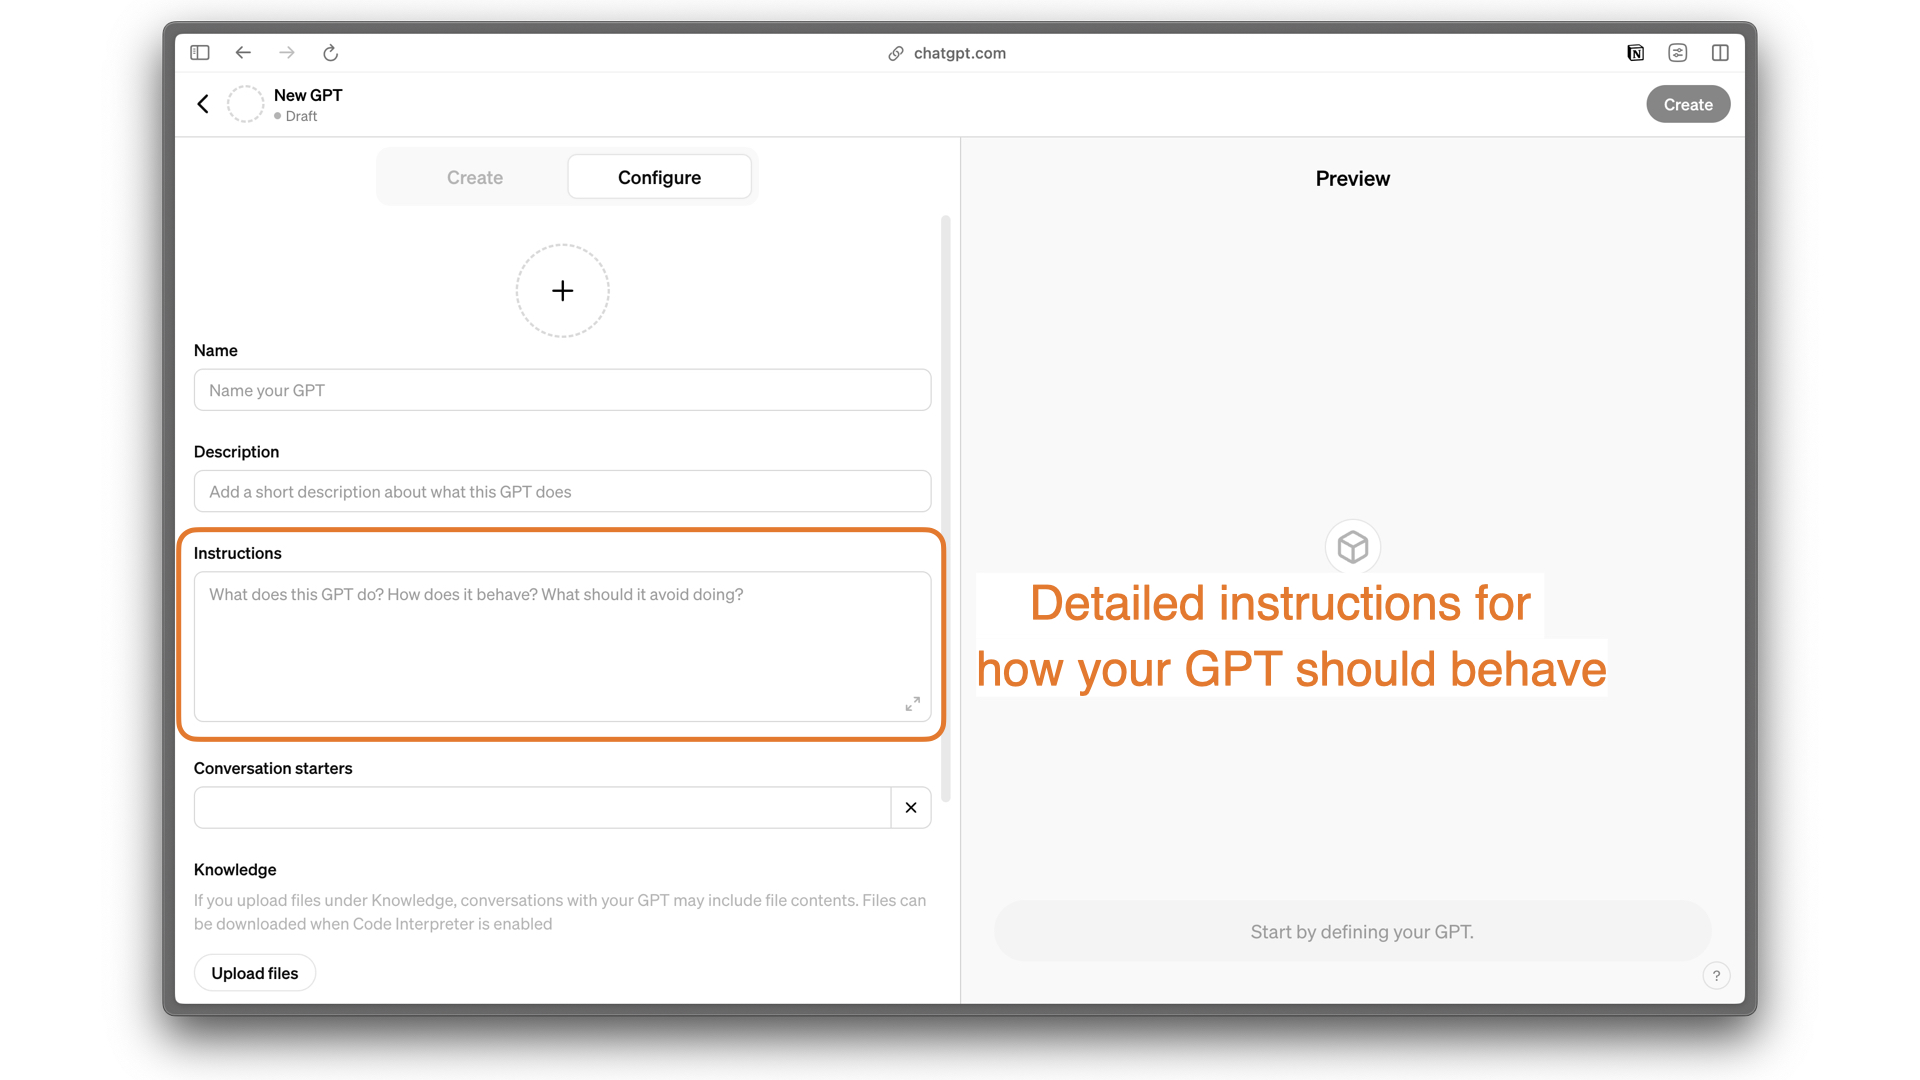 chatgpt.com
New GPT
Draft
Create
Create
Configure
Preview
Name
Name your GPT
Description
Add a short description about what this GPT does
Instructions
What does this GPT do? How does it behave? What should it avoid doing?
Detailed instructions for
how your GPT should behave
Conversation starters
Knowledge
If you upload files under Knowledge, conversations with your GPT may include file contents. Files can
be downloaded when Code Interpreter is enabled
Upload files
Start by defining your GPT.
?